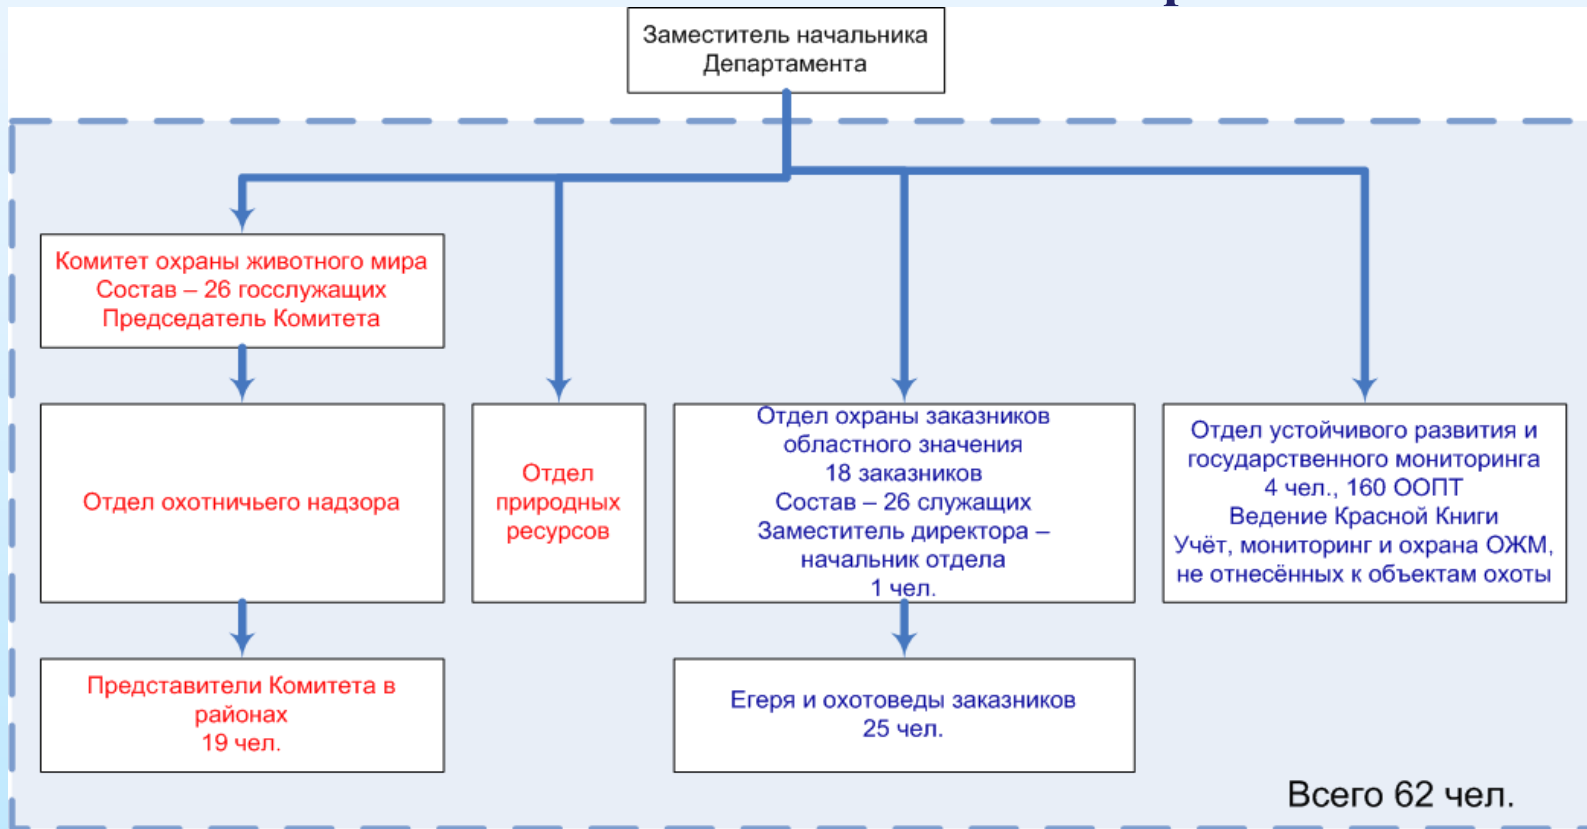 Заместитель начальника
Департамента
Комитет охраны животного мира
Состав – 26 госслужащих
Председатель Комитета
Отдел охотничьего надзора
Представители Комитета в
районах
19 чел.
Отдел
природных
ресурсов
Отдел охраны заказников
областного значения
18 заказников
Состав – 26 служащих
Заместитель директора –
начальник отдела
1 чел.
Егеря и охотоведы заказников
25 чел.
Отдел устойчивого развития и
государственного мониторинга
4 чел., 160 ООПТ
Ведение Красной Книги
Учёт, мониторинг и охрана ОЖМ,
не отнесённых к объектам охоты
Всего 62 чел.